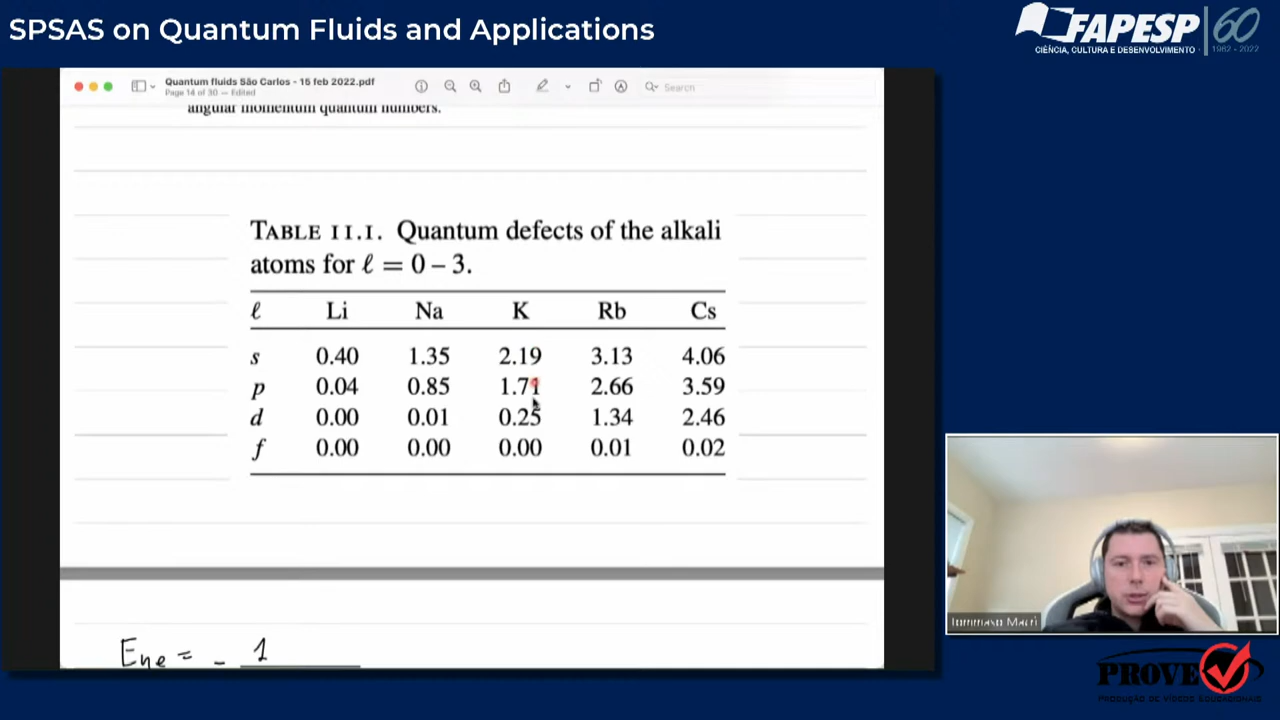 SPSAS on Quantum Fluids and Applications
FAPESP 60
CIÊNCIA, CULTURA E DESENVOLVIMENTO
1962 - 2022
Quantum fluids São Carlos - 15 feb 2022.pdf
Page 14 of 30 — Edited
Search
angular momentum quantum numbers.
TABLE II.I. Quantum defects of the alkali
atoms for ℓ = 0 – 3.
ℓ Li Na K Rb Cs
s 0.40 1.35 2.19 3.13 4.06
p 0.04 0.85 1.71 2.66 3.59
d 0.00 0.01 0.25 1.34 2.46
f 0.00 0.00 0.00 0.01 0.02
Enℓ = - 1
Tommaso Macrì
PROVE
PRODUÇÃO DE VÍDEOS EDUCACIONAIS